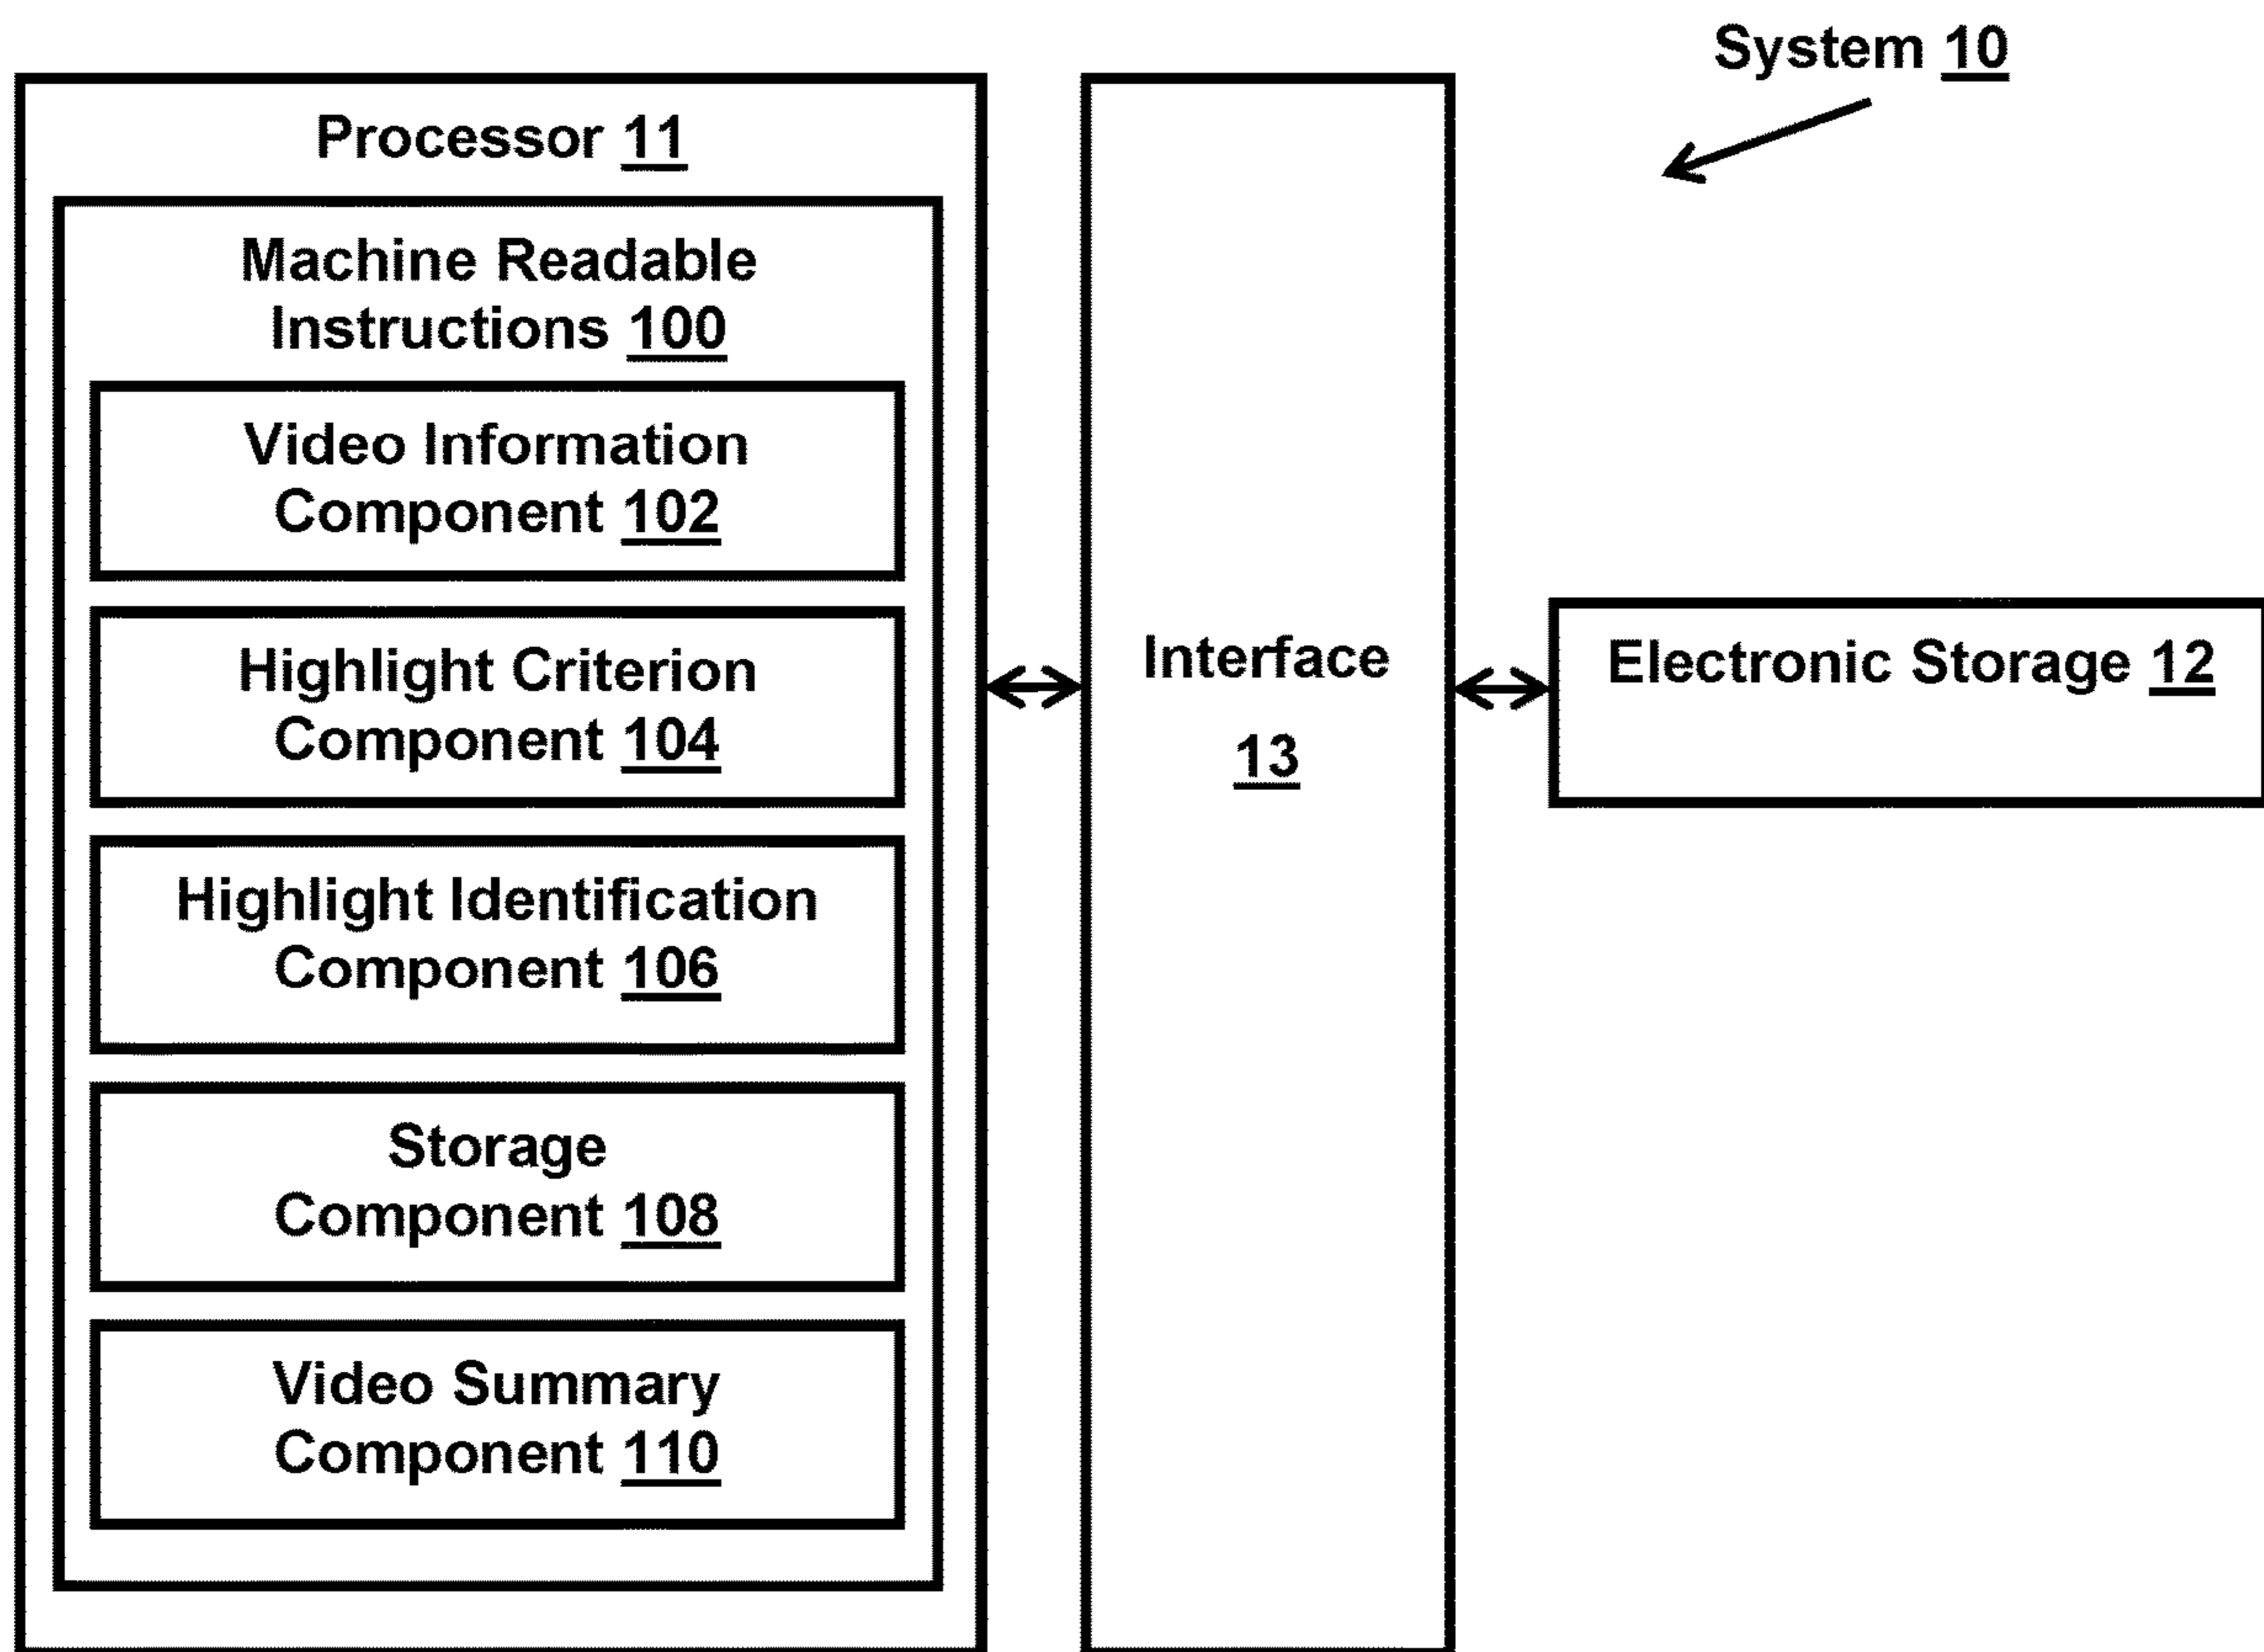 System 10
Processor 11
Machine Readable
Instructions 100
Video Information
Component 102
Highlight Criterion
Component 104
Highlight Identification
Component 106
Storage
Component 108
Video Summary
Component 110
Interface
13
Electronic Storage 12